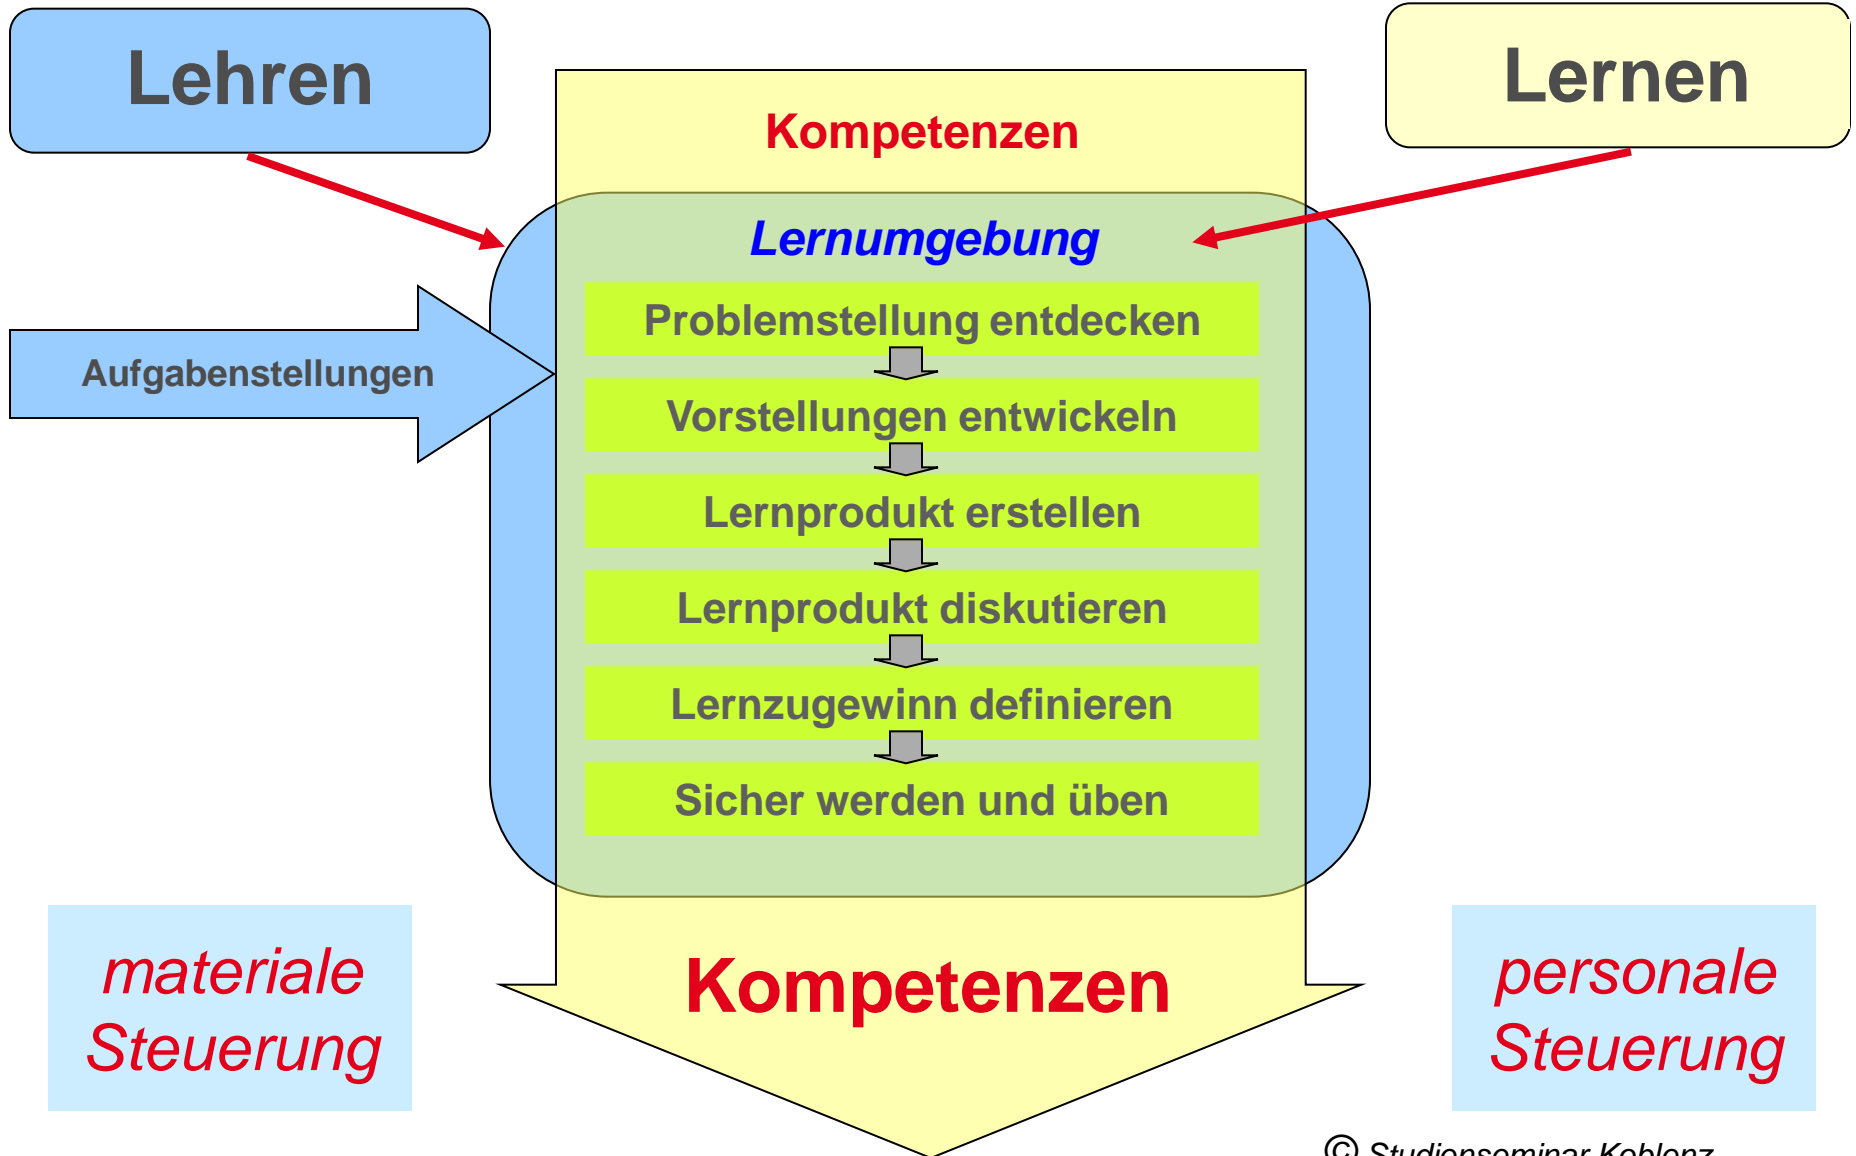 Lehren
Lernen
Kompetenzen
Lernumgebung
Problemstellung entdecken
Aufgabenstellungen
Vorstellungen entwickeln
Lernprodukt erstellen
Lernprodukt diskutieren
Lernzugewinn definieren
Sicher werden und üben
materiale
Steuerung
Kompetenzen
personale
Steuerung
© Studienseminar Koblenz